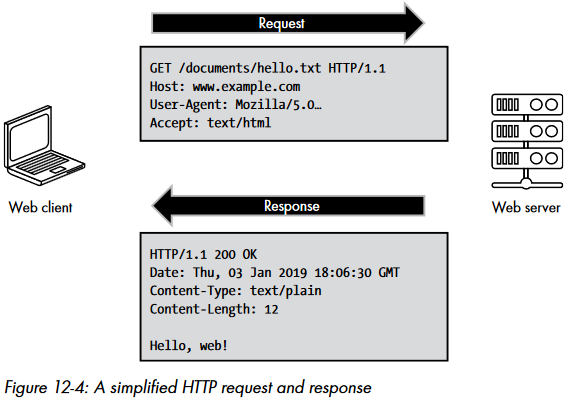 Request
GET /documents/hello.txt HTTP/1.1
Host: www.example.com
User-Agent: Mozilla/5.0…
Accept: text/html
Web client
Web server
Response
HTTP/1.1 200 OK
Date: Thu, 03 Jan 2019 18:06:30 GMT
Content-Type: text/plain
Content-Length: 12
Hello, web!
Figure 12-4: A simplified HTTP request and response